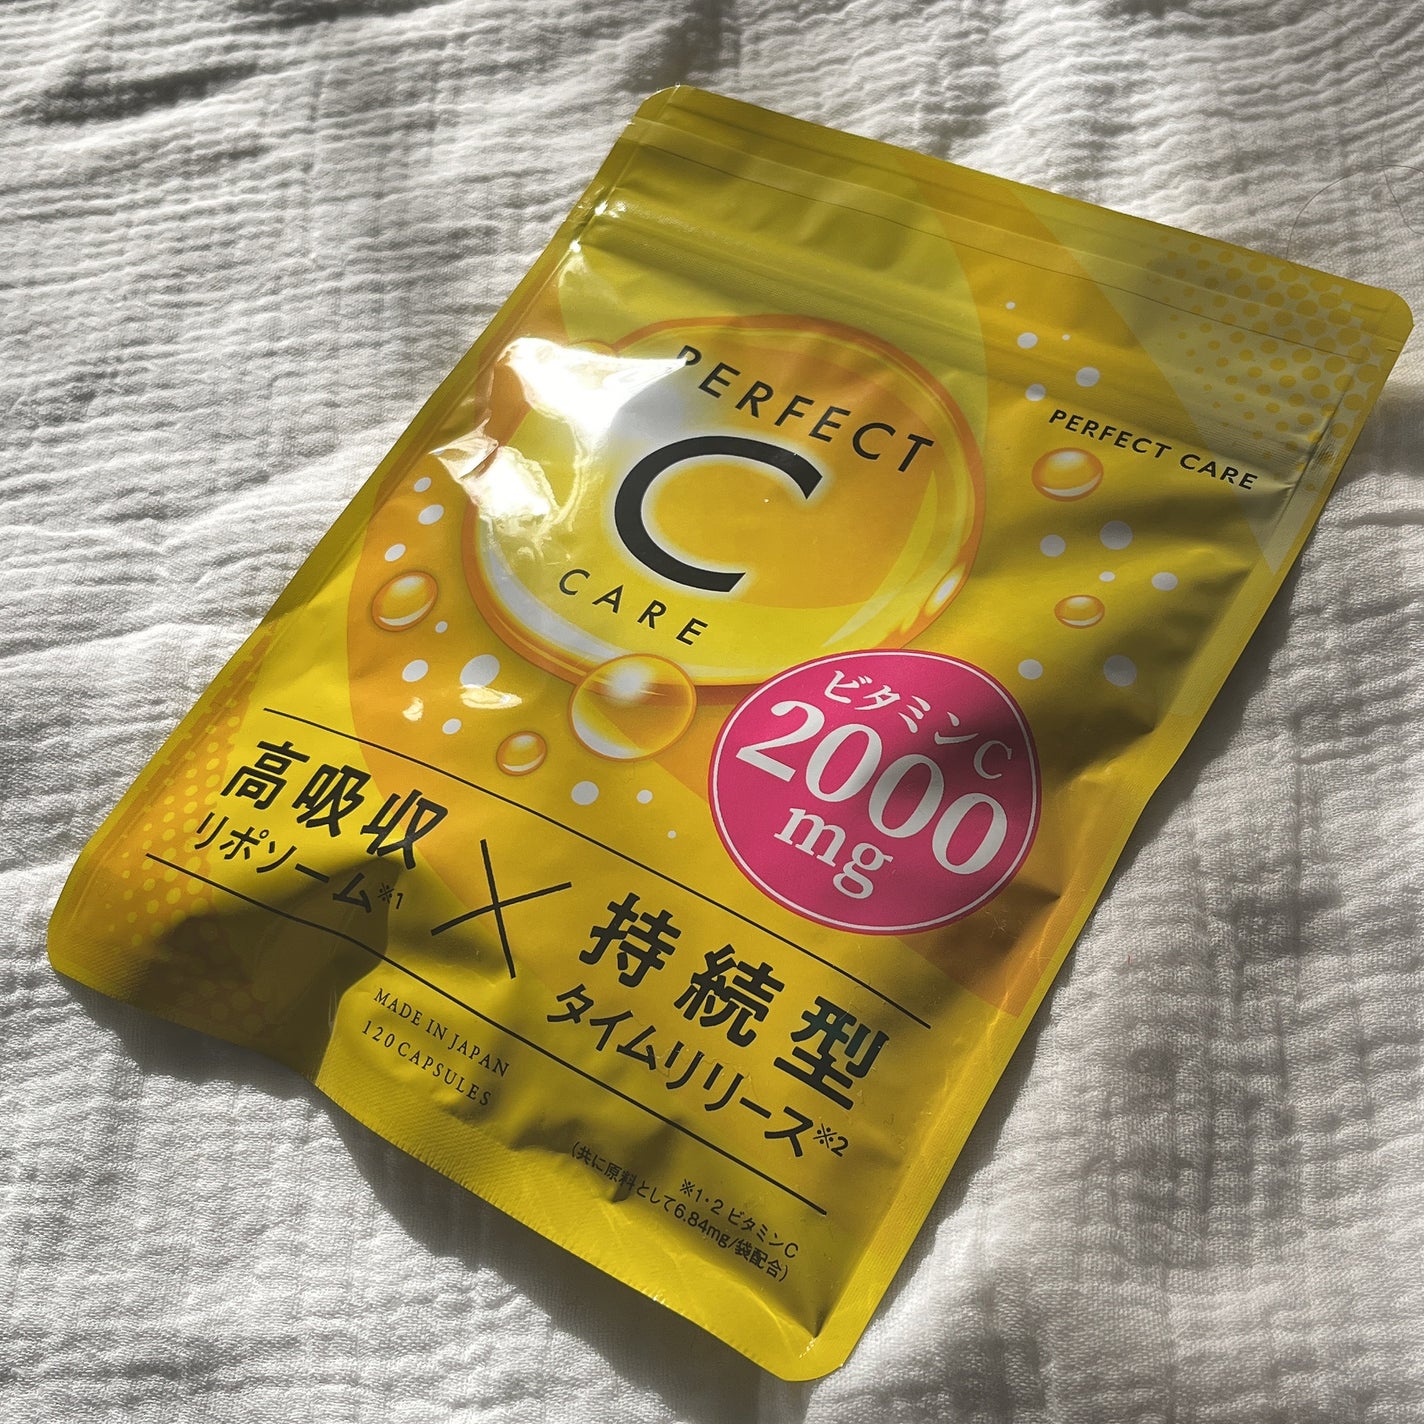 PERFECT
C
CARE
PERFECT CARE
ビタミンC
2000
mg
高吸収
リポソーム※1
×
持続型
タイムリリース※2
MADE IN JAPAN
120CAPSULES
※1・2 ビタミンC
(共に原料として6.84mg/袋配合)